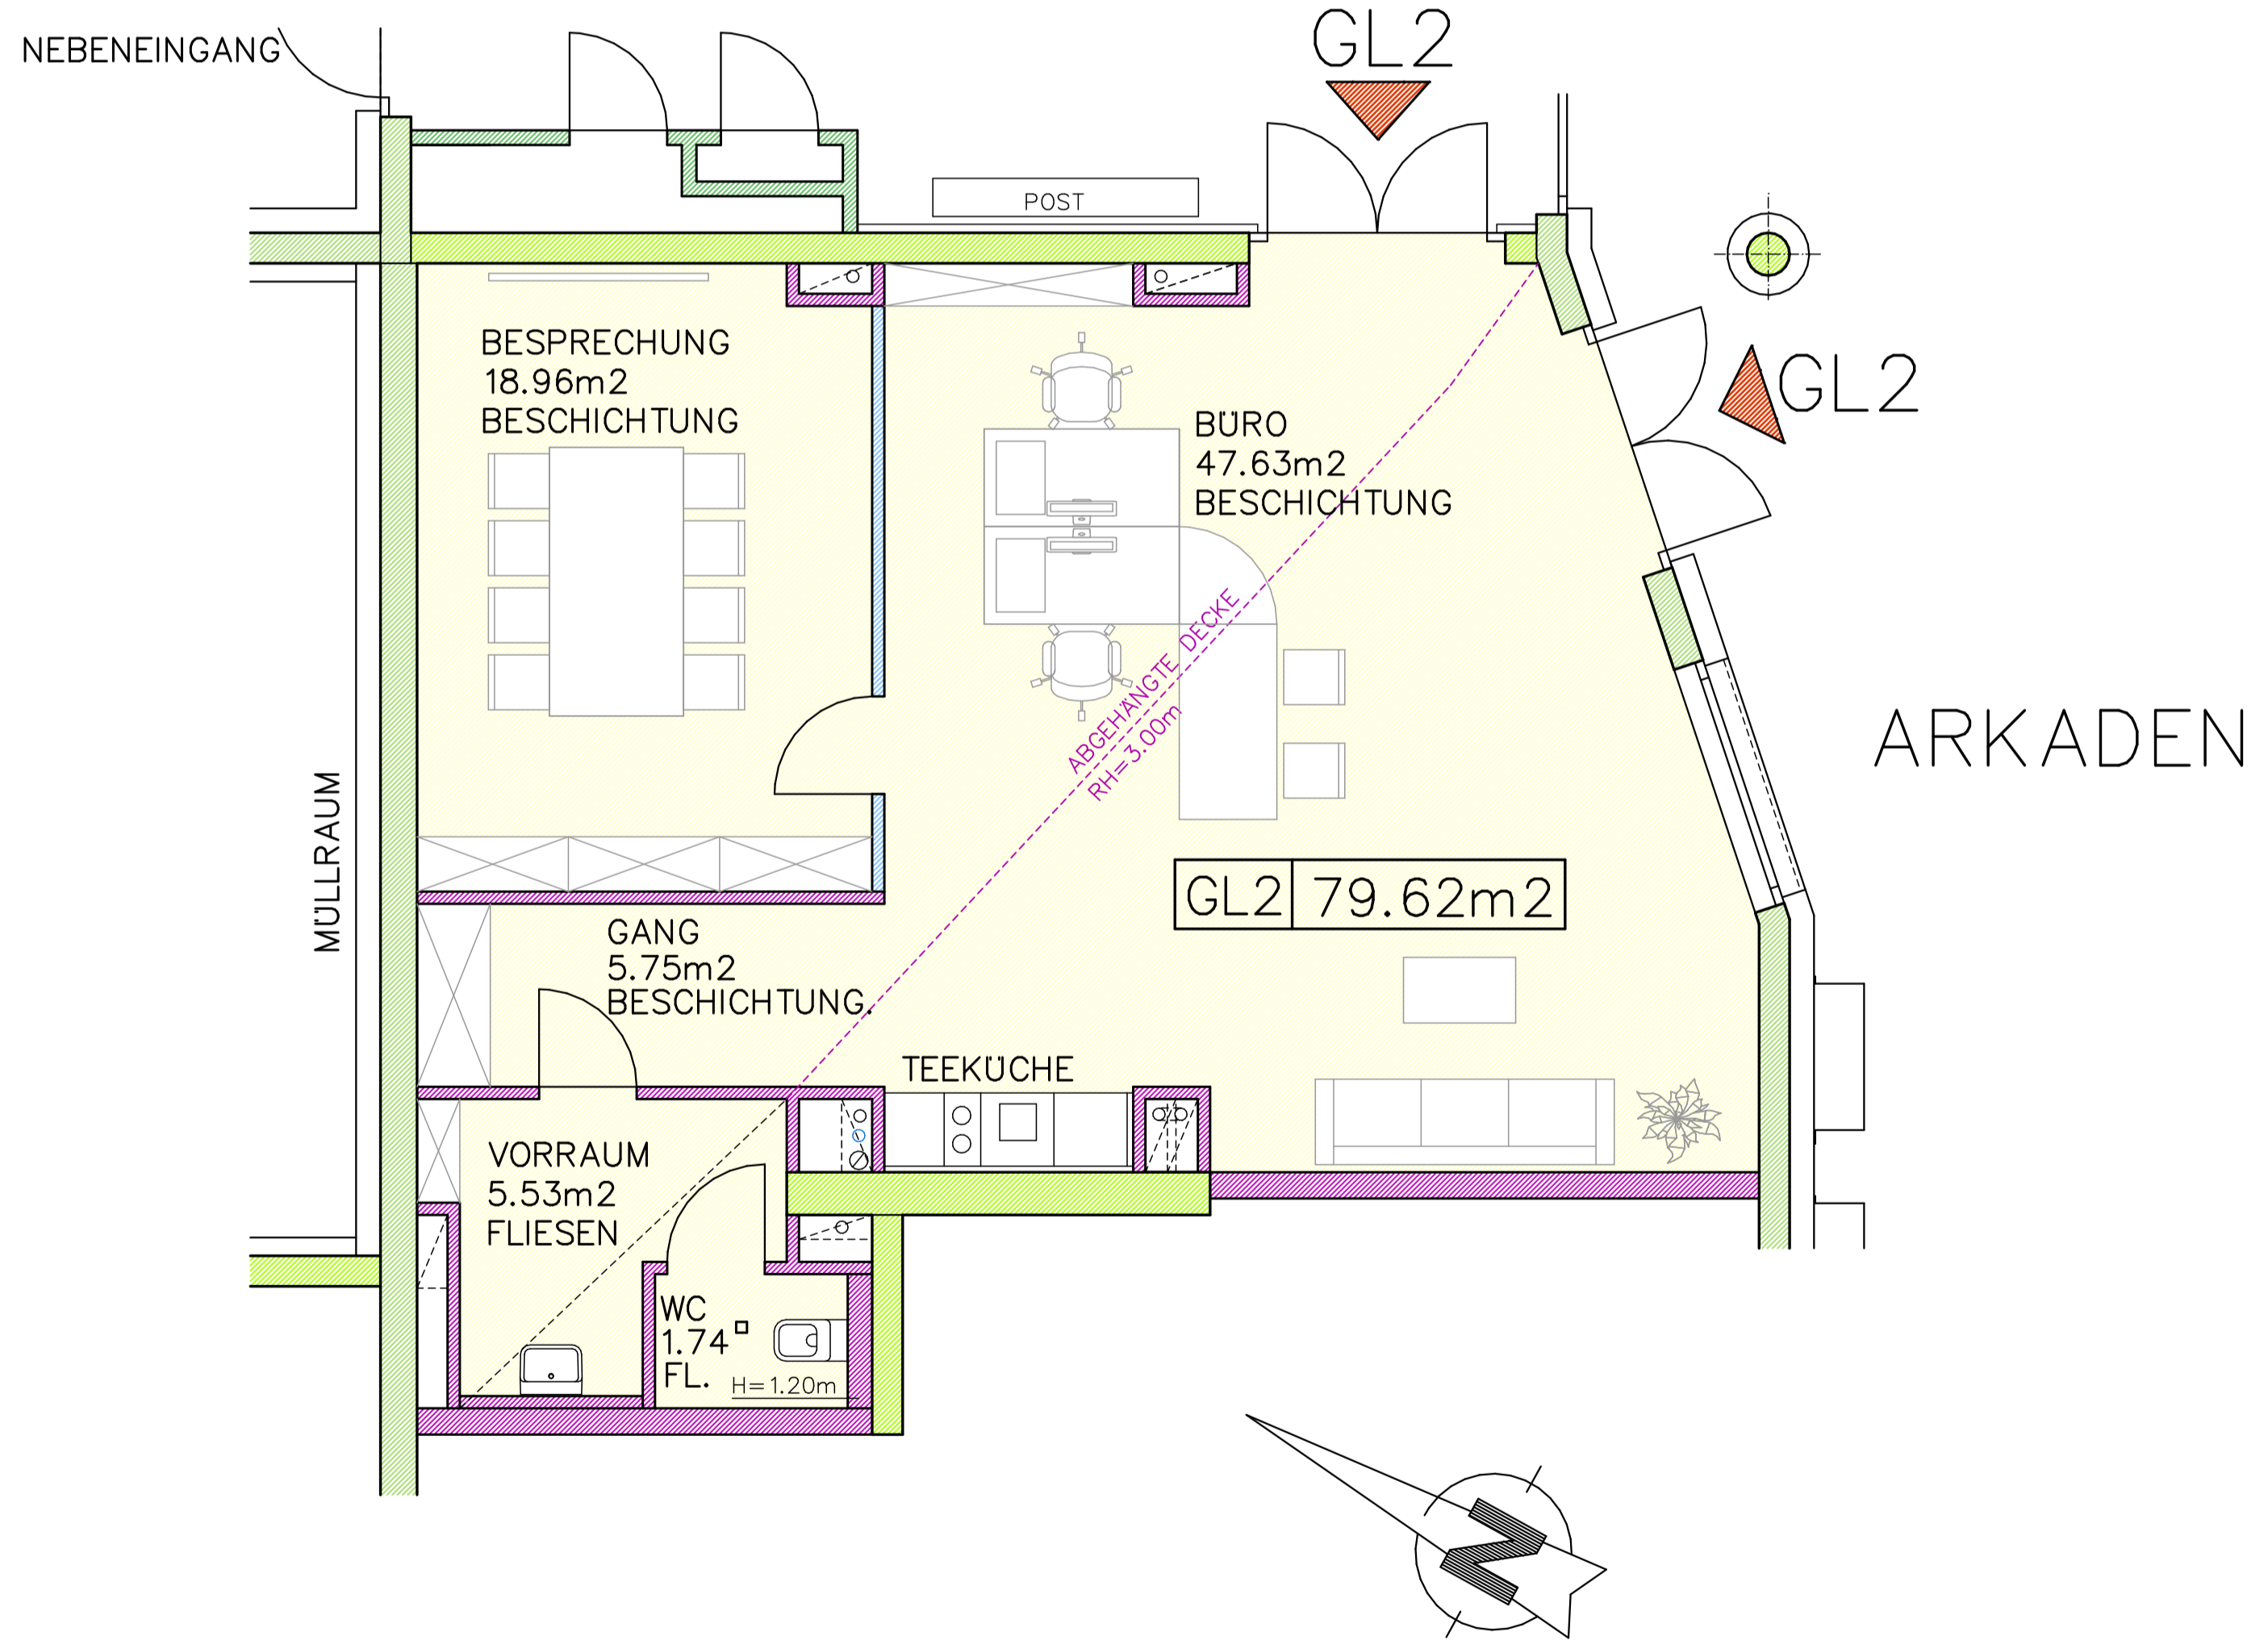 NEBENEINGANG
GL2
POST
BESPRECHUNG
18.96m2
BESCHICHTUNG
BÜRO
47.63m2
BESCHICHTUNG
GL2
ABGEHÄNGTE DECKE
RH=3.00m
ARKADEN
MÜLLRAUM
GL2 79.62m2
GANG
5.75m2
BESCHICHTUNG.
TEEKÜCHE
VORRAUM
5.53m2
FLIESEN
WC
1.74
FL.
H=1.20m
N